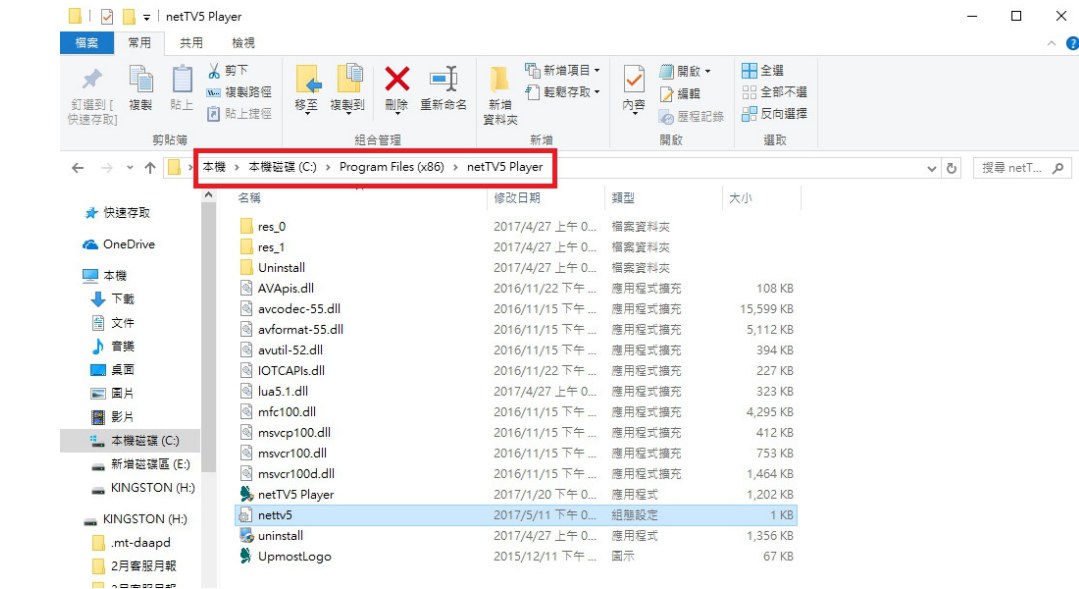 netTV5 Player
檔案 常用 共用 檢視
釘選到 [快速存取] 複製 貼上 剪下 複製路徑 貼上捷徑
移至 複製到 刪除 重新命名
新增資料夾 新增項目 輕鬆存取
內容 開啟 編輯 歷程記錄
全選 全部不選 反向選擇
剪貼簿 組合管理 新增 開啟 選取
本機 > 本機磁碟 (C:) > Program Files (x86) > netTV5 Player
搜尋 netT...
快速存取
OneDrive
本機
下載
文件
音樂
桌面
圖片
影片
本機磁碟 (C:)
新增磁碟區 (E:)
KINGSTON (H:)
KINGSTON (H:)
.mt-daapd
2月客服月報
名稱 修改日期 類型 大小
res_0 2017/4/27 上午 0... 檔案資料夾
res_1 2017/4/27 上午 0... 檔案資料夾
Uninstall 2017/4/27 上午 0... 檔案資料夾
AVApis.dll 2016/11/22 下午 ... 應用程式擴充 108 KB
avcodec-55.dll 2016/11/15 下午 ... 應用程式擴充 15,599 KB
avformat-55.dll 2016/11/15 下午 ... 應用程式擴充 5,112 KB
avutil-52.dll 2016/11/15 下午 ... 應用程式擴充 394 KB
IOTCAPIs.dll 2016/11/22 下午 ... 應用程式擴充 227 KB
lua5.1.dll 2017/4/27 上午 0... 應用程式擴充 323 KB
mfc100.dll 2016/11/15 下午 ... 應用程式擴充 4,295 KB
msvcp100.dll 2016/11/15 下午 ... 應用程式擴充 412 KB
msvcr100.dll 2016/11/15 下午 ... 應用程式擴充 753 KB
msvcr100d.dll 2016/11/15 下午 ... 應用程式擴充 1,464 KB
netTV5 Player 2017/1/20 下午 0... 應用程式 1,202 KB
nettv5 2017/5/11 下午 0... 組態設定 1 KB
uninstall 2017/4/27 上午 0... 應用程式 1,356 KB
UpmostLogo 2015/12/11 下午 ... 圖示 67 KB